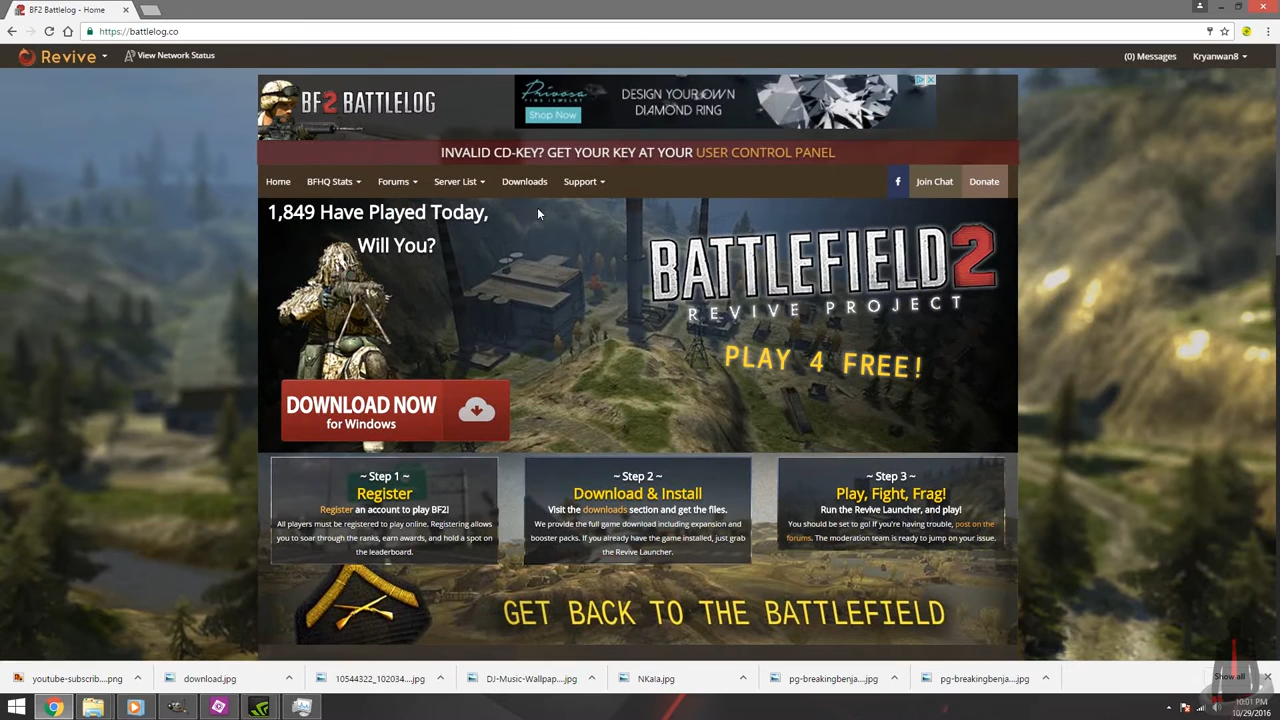 BF2 Battlelog - Home
https://battlelog.co
Revive
View Network Status
(0) Messages
Kryanwan8
BF2 BATTLELOG
Privosa
FINE JEWELRY
Shop Now
DESIGN YOUR OWN
DIAMOND RING
INVALID CD-KEY? GET YOUR KEY AT YOUR USER CONTROL PANEL
Home
BFHQ Stats
Forums
Server List
Downloads
Support
f
Join Chat
Donate
1,849 Have Played Today,
Will You?
BATTLEFIELD 2
REVIVE PROJECT
PLAY 4 FREE!
DOWNLOAD NOW
for Windows
~ Step 1 ~
Register
Register an account to play BF2!
All players must be registered to play online. Registering allows
you to soar through the ranks, earn awards, and hold a spot on
the leaderboard.
~ Step 2 ~
Download & Install
Visit the downloads section and get the files.
We provide the full game download including expansion and
booster packs. If you already have the game installed, just grab
the Revive Launcher.
~ Step 3 ~
Play, Fight, Frag!
Run the Revive Launcher, and play!
You should be set to go! If you're having trouble, post on the
forums. The moderation team is ready to jump on your issue.
GET BACK TO THE BATTLEFIELD
youtube-subscrib....png
download.jpg
10544322_102034....jpg
DJ-Music-Wallpap....jpg
NKaIa.jpg
pg-breakingbenja....jpg
pg-breakingbenja....jpg
Show all
10:01 PM
10/29/2016